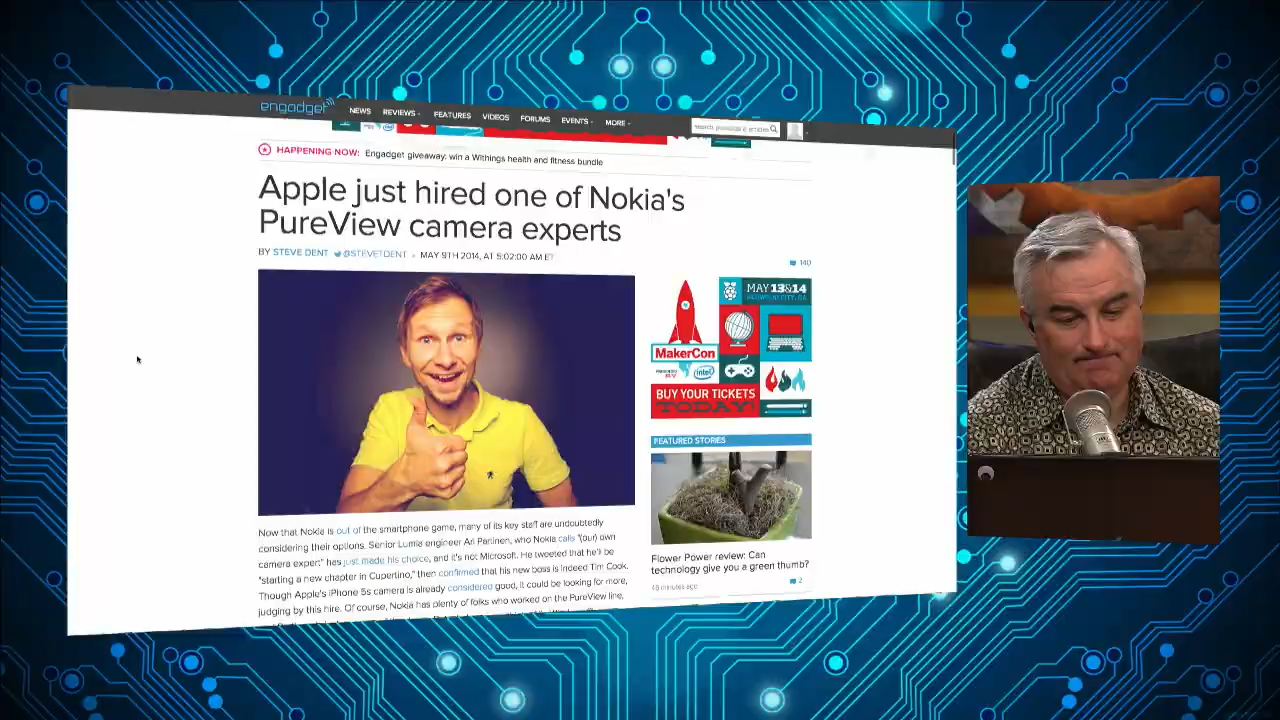 engadget
NEWS REVIEWS FEATURES VIDEOS FORUMS EVENTS MORE
HAPPENING NOW: Engadget giveaway: win a Withings health and fitness bundle
Apple just hired one of Nokia's
PureView camera experts
BY STEVE DENT @STEVETDENT MAY 9TH 2014, AT 5:02:00 AM ET
140
MAY 13&14
MakerCon
intel
BUY YOUR TICKETS
TODAY!
FEATURED STORIES
Flower Power review: Can
technology give you a green thumb?
2
Now that Nokia is out of the smartphone game, many of its key staff are undoubtedly
considering their options. Senior Lumia engineer Ari Partinen, who Nokia calls "(our) own
camera expert" has just made his choice, and it's not Microsoft. He tweeted that he'll be
"starting a new chapter in Cupertino," then confirmed that his new boss is indeed Tim Cook.
Though Apple's iPhone 5s camera is already considered good, it could be looking for more,
judging by this hire. Of course, Nokia has plenty of folks who worked on the PureView line,